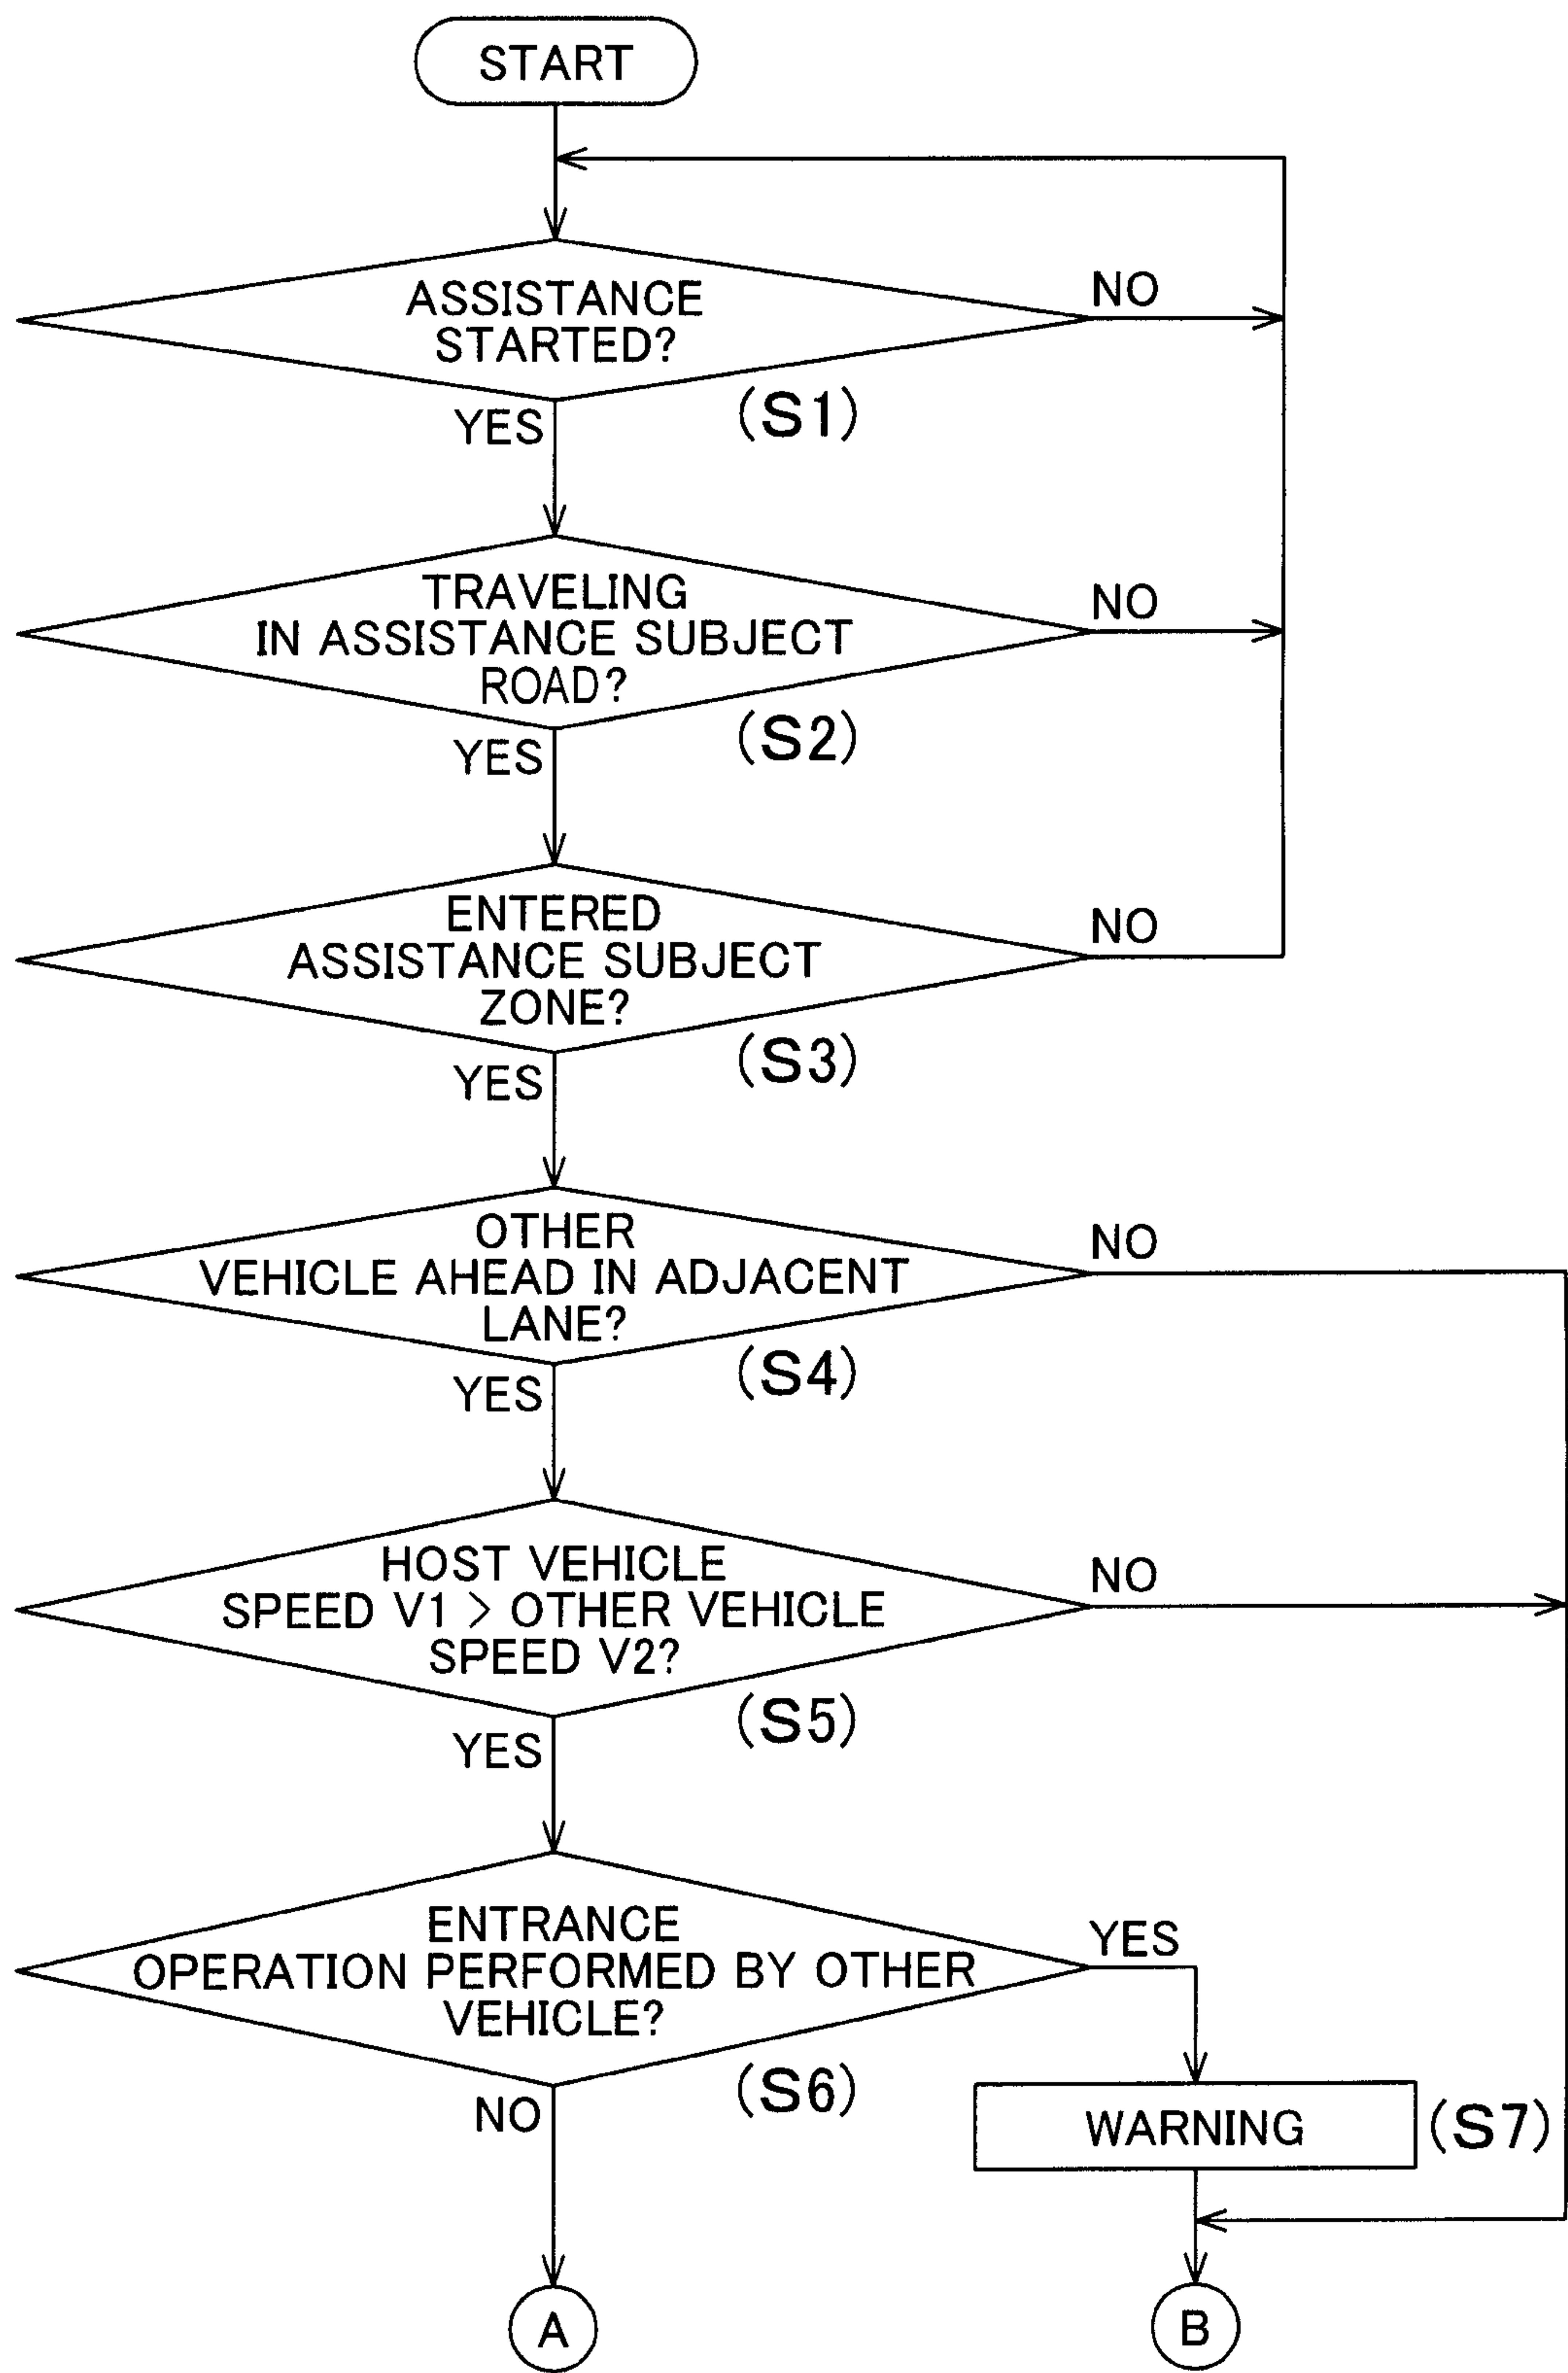 START
ASSISTANCE
STARTED?
NO
(S1)
YES
TRAVELING
IN ASSISTANCE SUBJECT
ROAD?
NO
(S2)
YES
ENTERED
ASSISTANCE SUBJECT
ZONE?
NO
(S3)
YES
OTHER
VEHICLE AHEAD IN ADJACENT
LANE?
NO
(S4)
YES
HOST VEHICLE
SPEED V1 > OTHER VEHICLE
SPEED V2?
NO
(S5)
YES
ENTRANCE
OPERATION PERFORMED BY OTHER
VEHICLE?
YES
(S6)
NO
WARNING
(S7)
A
B